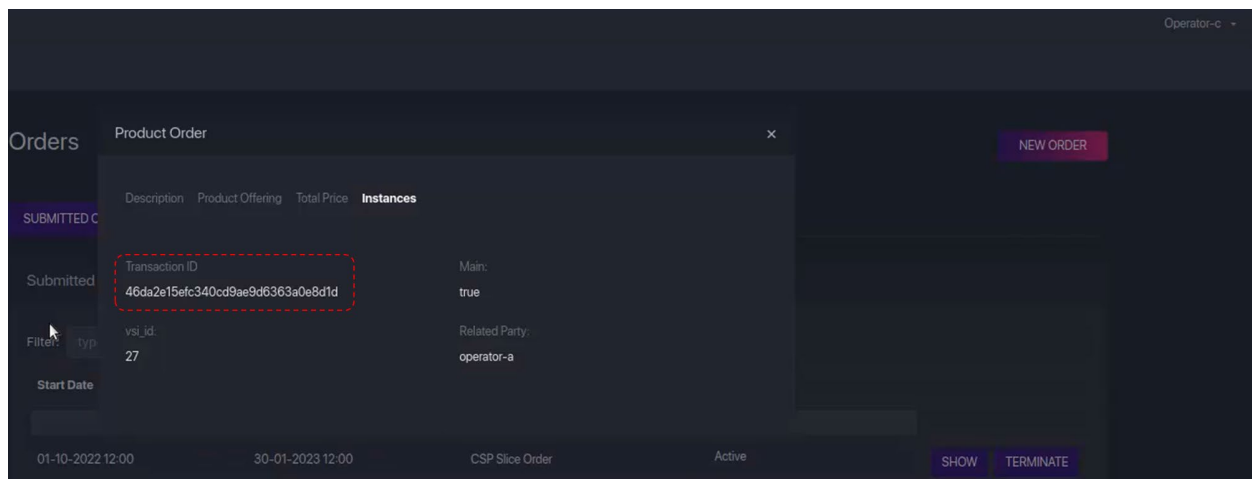 Operator-c
Orders
Product Order ×
NEW ORDER
Description Product Offering Total Price Instances
SUBMITTED O
Transaction ID Main:
46da2e15efc340cd9ae9d6363a0e8d1d true
Submitted
vsi_id: Related Party:
Filter: typ
27 operator-a
Start Date
01-10-2022 12:00 30-01-2023 12:00 CSP Slice Order Active SHOW TERMINATE